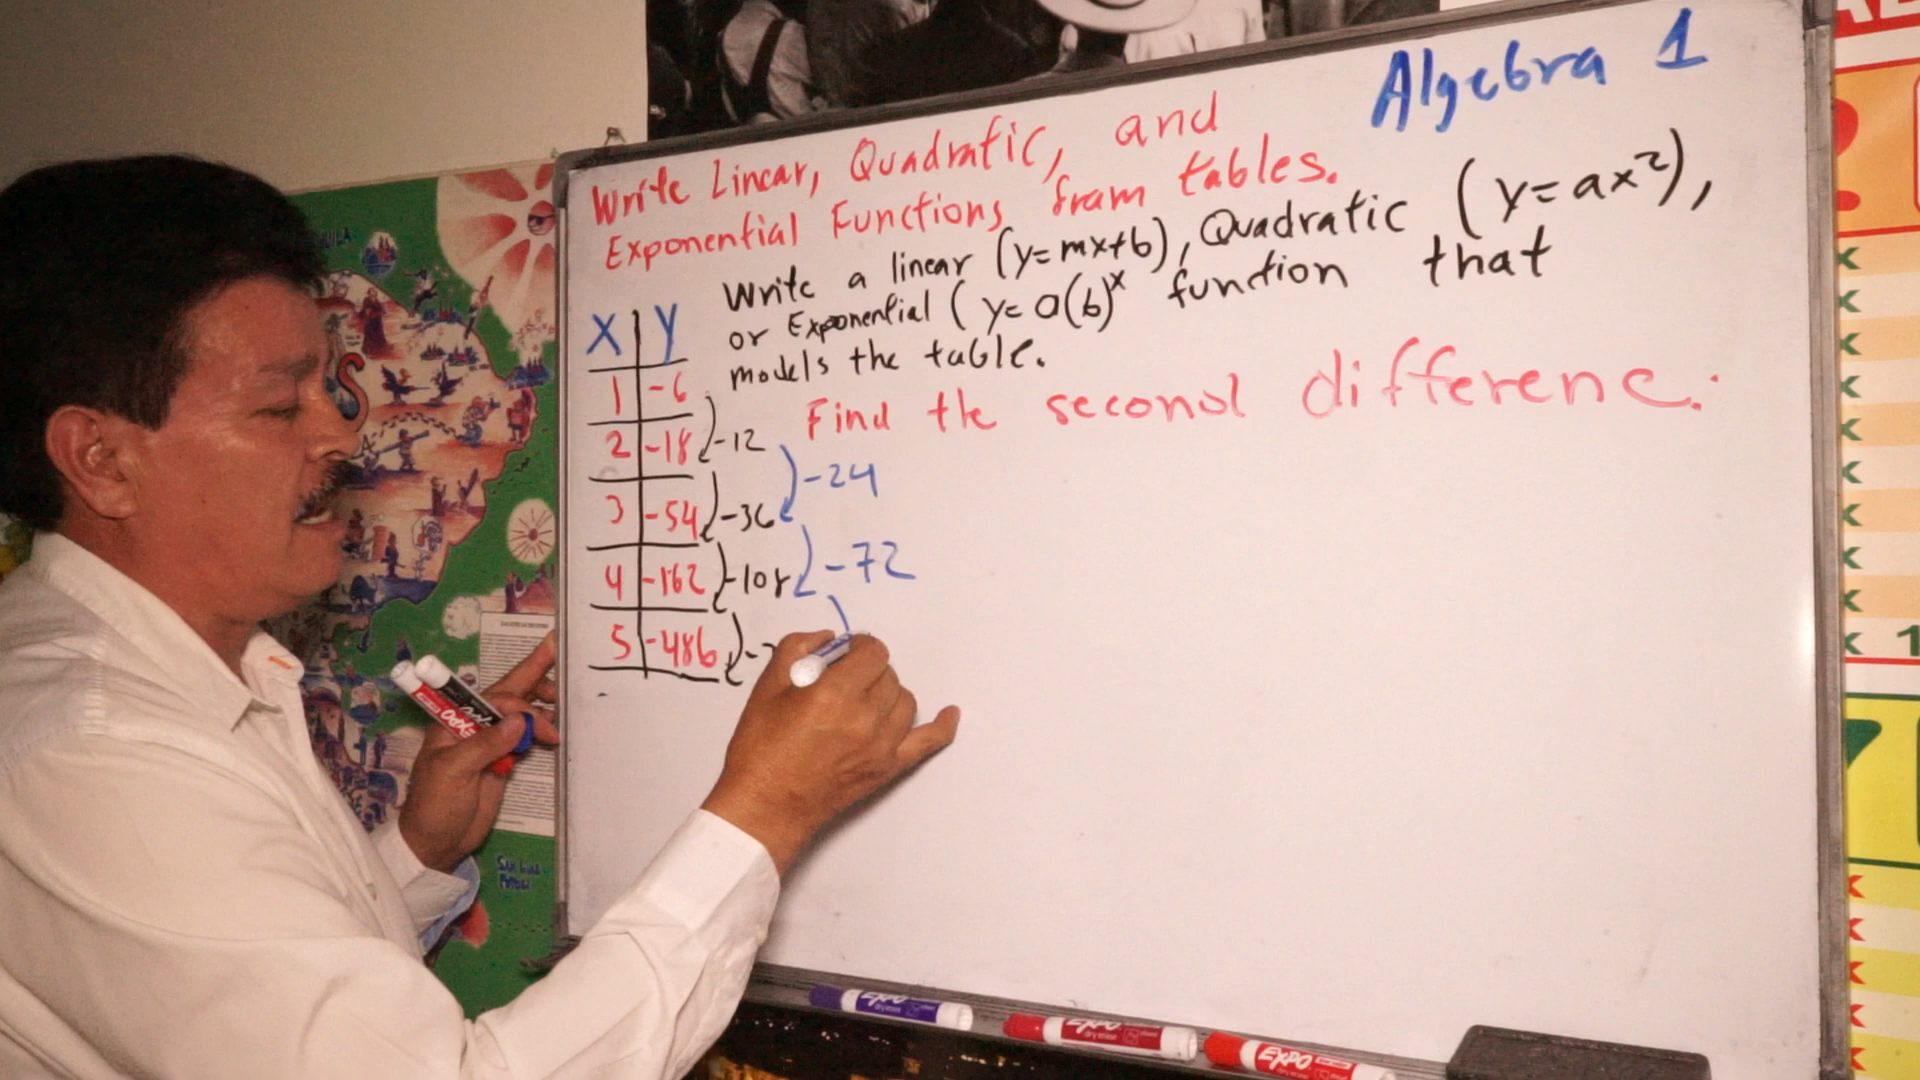 Algebra 1
Write Linear, Quadratic, and
Exponential Functions from tables.
Write a linear (y=mx+b), Quadratic (y=ax²),
or Exponential (y=a(b)ˣ function that
models the table.
Find the second differenc.
X Y
1 -6
2 -18
3 -54
4 -162
5 -486
-12
-36
-108
-24
-72
EXPO
EXPO
EXPO